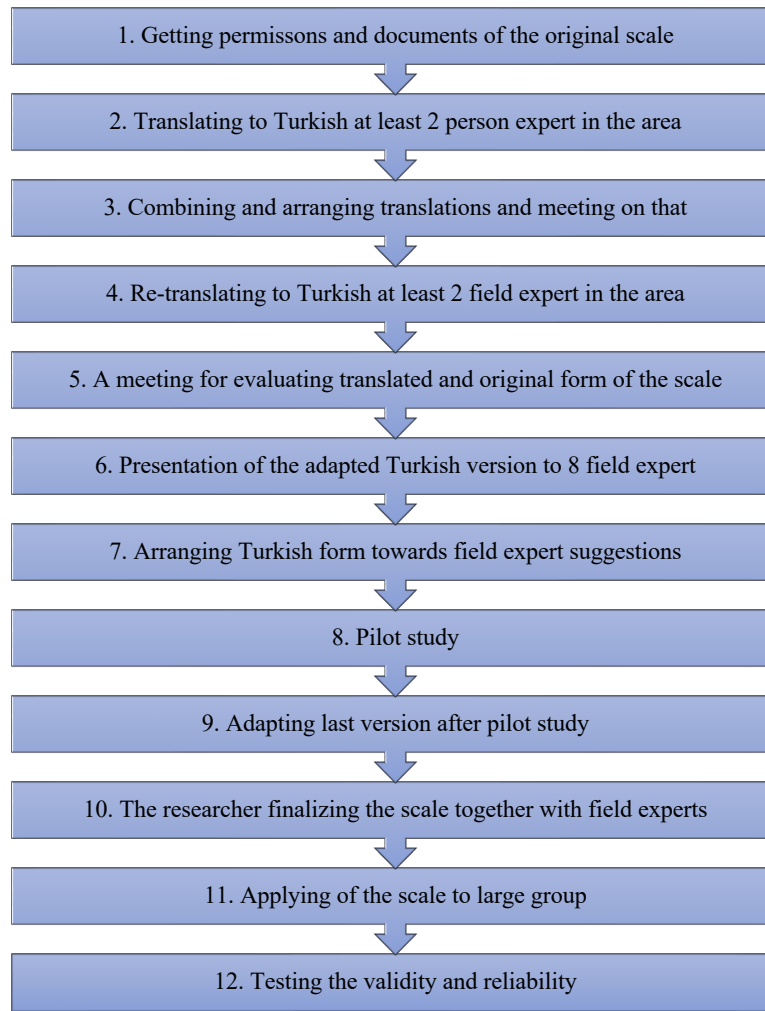 1. Getting permissons and documents of the original scale
2. Translating to Turkish at least 2 person expert in the area
3. Combining and arranging translations and meeting on that
4. Re-translating to Turkish at least 2 field expert in the area
5. A meeting for evaluating translated and original form of the scale
6. Presentation of the adapted Turkish version to 8 field expert
7. Arranging Turkish form towards field expert suggestions
8. Pilot study
9. Adapting last version after pilot study
10. The researcher finalizing the scale together with field experts
11. Applying of the scale to large group
12. Testing the validity and reliability